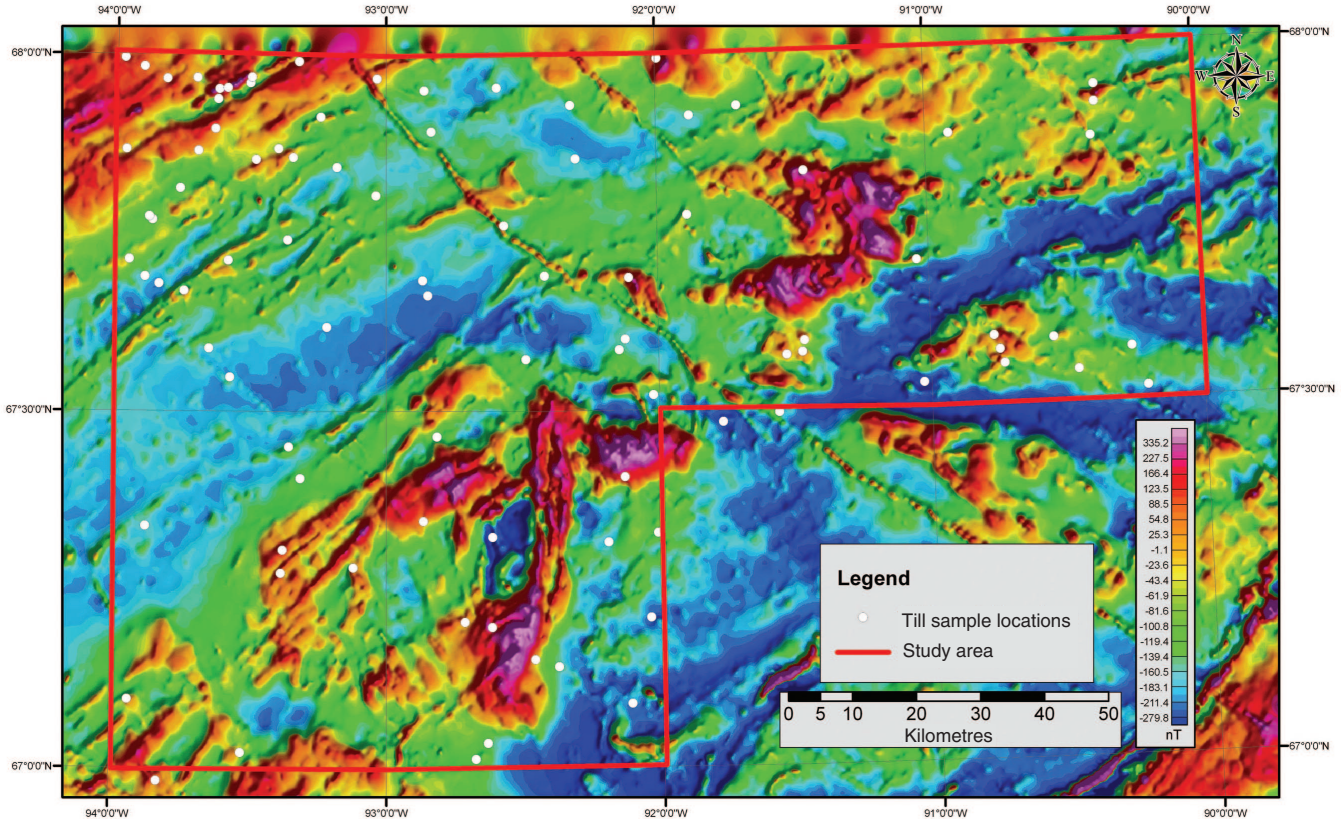 94°0'0"W 93°0'0"W 92°0'0"W 91°0'0"W 90°0'0"W
68°0'0"N 68°0'0"N
N
W E
S
67°30'0"N 67°30'0"N
335.2
227.5
166.4
123.5
88.5
54.8
25.3
-1.1
-23.6
-43.4
-61.9
-81.6
-100.8
-119.4
-139.4
-160.5
-183.1
-211.4
-279.8
nT
Legend
Till sample locations
Study area
0 5 10 20 30 40 50
Kilometres
67°0'0"N 67°0'0"N
94°0'0"W 93°0'0"W 92°0'0"W 91°0'0"W 90°0'0"W